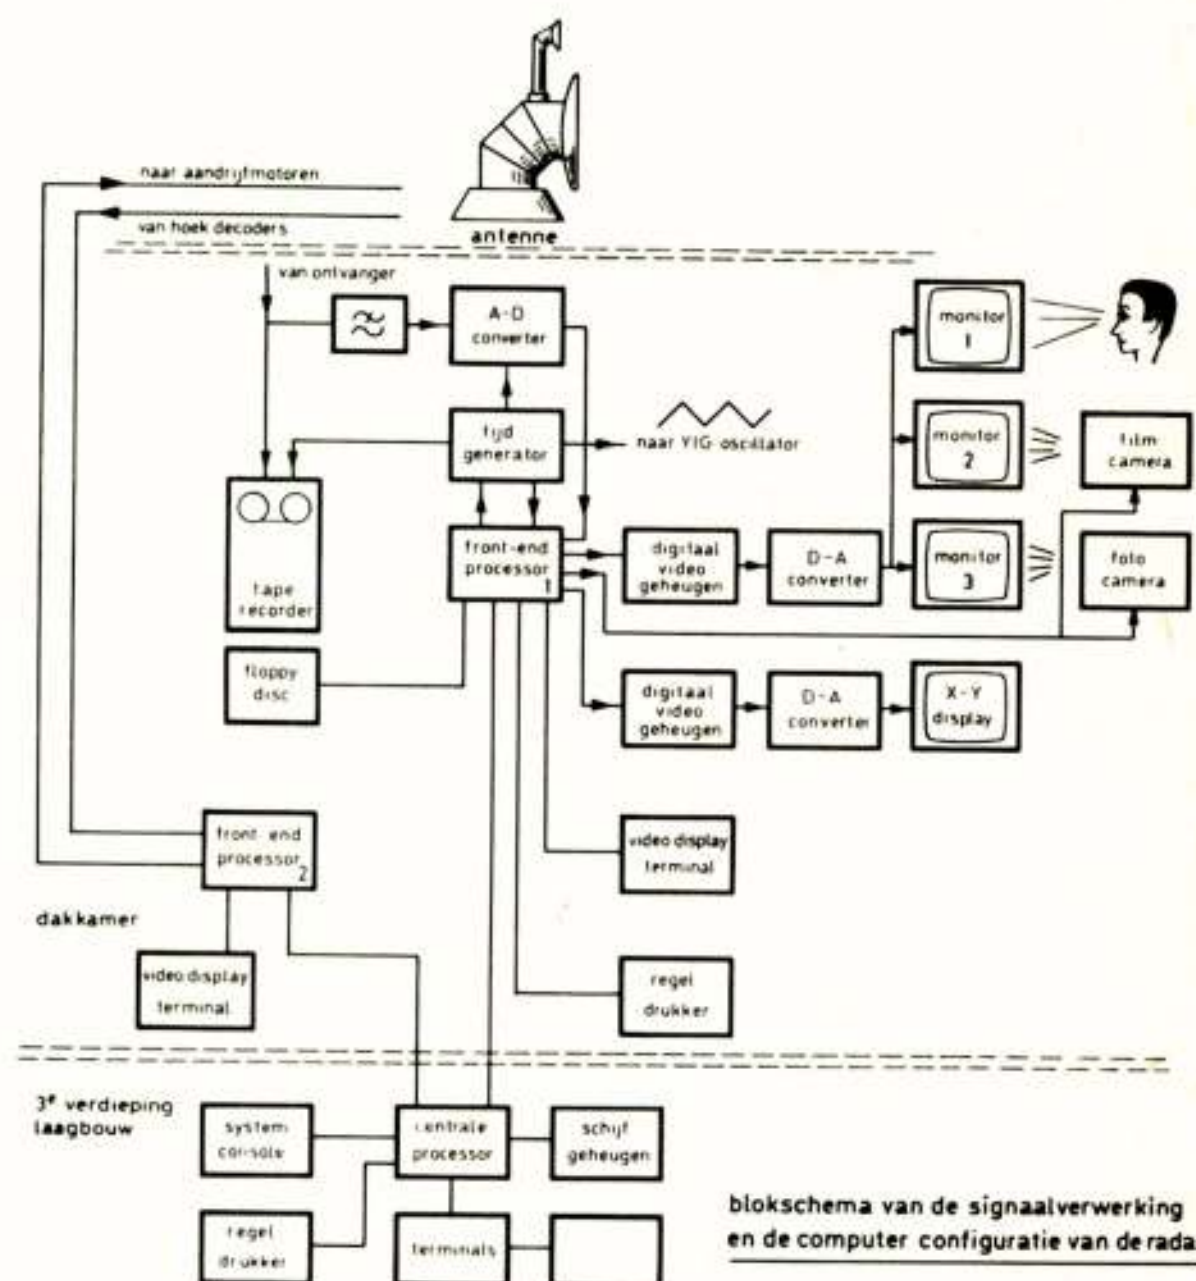 naar aandrijfmotoren
van hoek decoders
antenne
van ontvanger
A-D
converter
monitor
1
tijd
generator
naar YIG oscillator
monitor
2
film
camera
tape
recorder
front-end
processor
1
digitaal
video
geheugen
D-A
converter
monitor
3
foto
camera
floppy
disc
digitaal
video
geheugen
D-A
converter
X-Y
display
front-end
processor
2
video display
terminal
dakkamer
video display
terminal
regel
drukker
3e verdieping
laagbouw
system
console
centrale
processor
schijf
geheugen
regel
drukker
terminals
blokschema van de signaalverwerking
en de computer configuratie van de rada